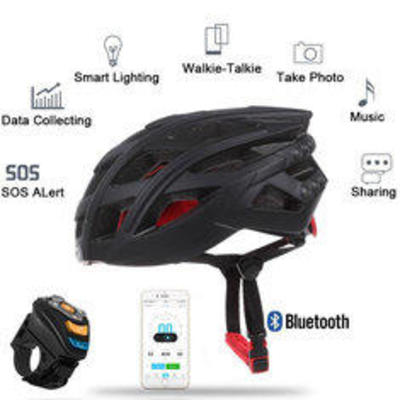 Walkie-Talkie
Smart Lighting
Take Photo
Data Collecting
Music
SOS
SOS ALert
Sharing
Bluetooth